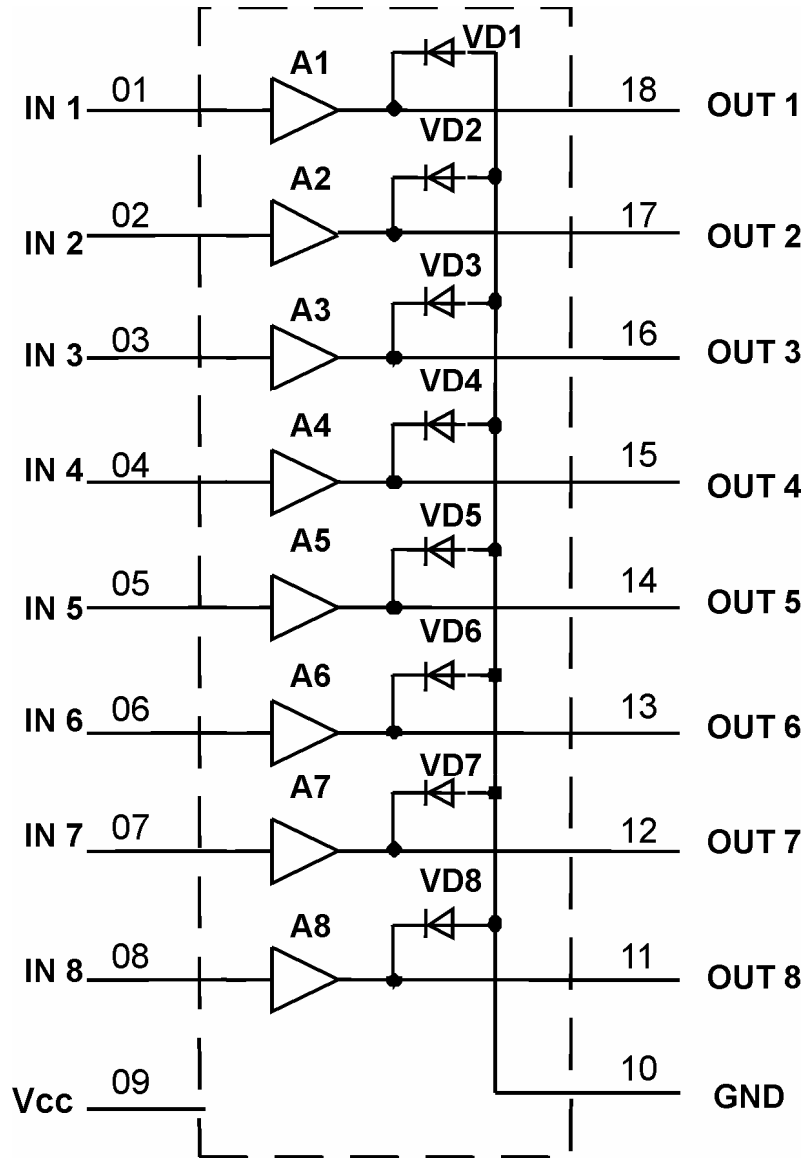 VD1
A1
IN 1 01 18 OUT 1
VD2
A2
IN 2 02 17 OUT 2
VD3
A3
IN 3 03 16 OUT 3
VD4
A4
IN 4 04 15 OUT 4
VD5
A5
IN 5 05 14 OUT 5
VD6
A6
IN 6 06 13 OUT 6
VD7
A7
IN 7 07 12 OUT 7
VD8
A8
IN 8 08 11 OUT 8
Vcc 09 10 GND